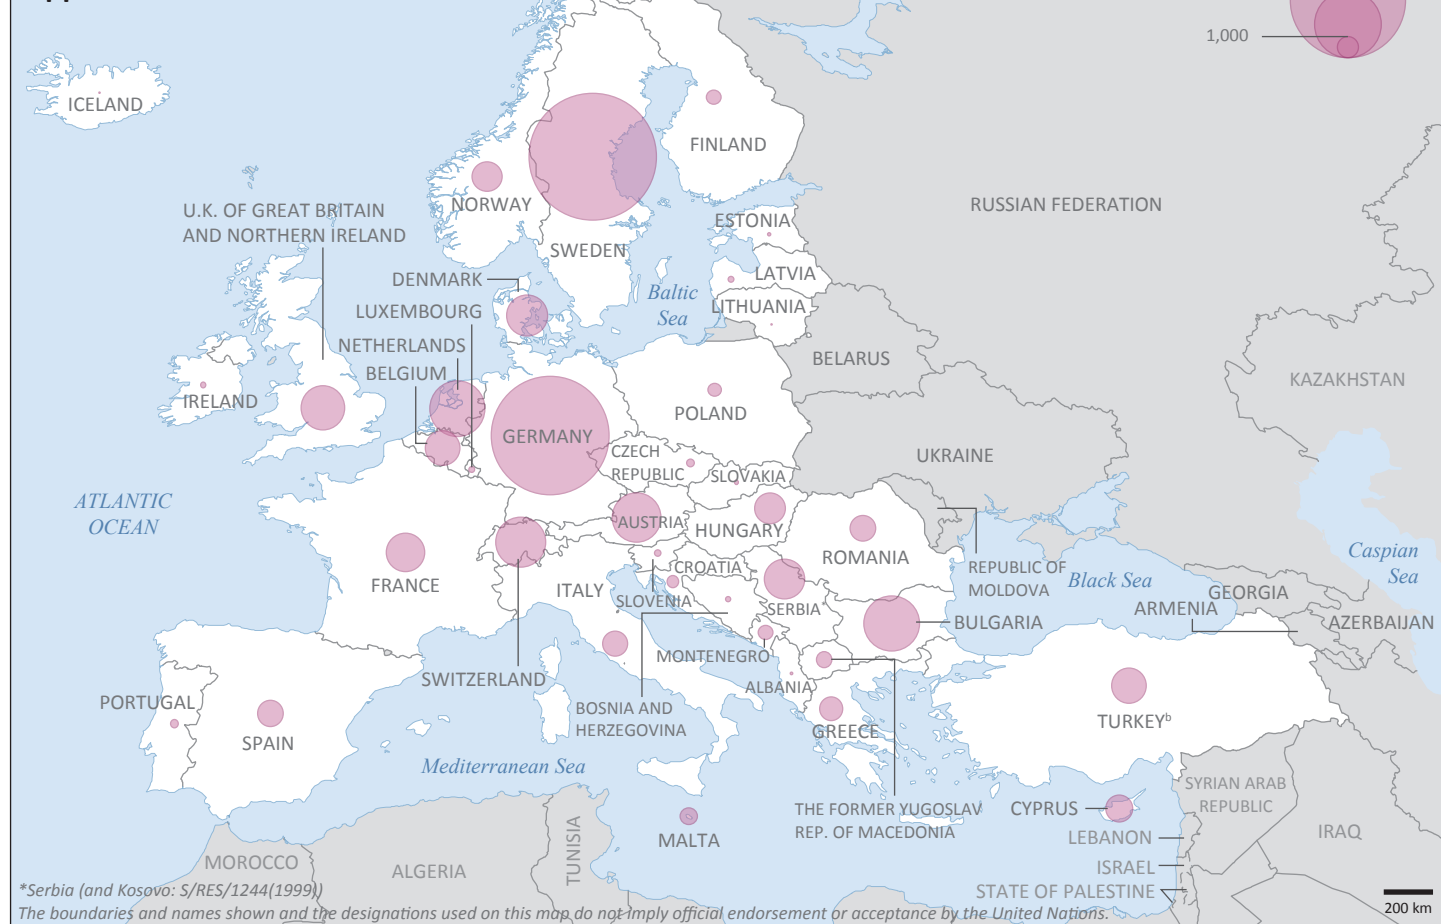 1,000
ICELAND
FINLAND
NORWAY
RUSSIAN FEDERATION
U.K. OF GREAT BRITAIN
AND NORTHERN IRELAND
ESTONIA
SWEDEN
DENMARK
LATVIA
LUXEMBOURG
Baltic
Sea
LITHUANIA
NETHERLANDS
BELARUS
BELGIUM
KAZAKHSTAN
IRELAND
POLAND
GERMANY
CZECH
REPUBLIC
UKRAINE
SLOVAKIA
ATLANTIC
OCEAN
AUSTRIA
HUNGARY
ROMANIA
Caspian
Sea
FRANCE
CROATIA
REPUBLIC OF
MOLDOVA
Black Sea
ITALY
SLOVENIA
SERBIA*
GEORGIA
ARMENIA
BULGARIA
AZERBAIJAN
MONTENEGRO
SWITZERLAND
ALBANIA
PORTUGAL
BOSNIA AND
HERZEGOVINA
SPAIN
GREECE
TURKEYᵇ
Mediterranean Sea
SYRIAN ARAB
REPUBLIC
THE FORMER YUGOSLAV
REP. OF MACEDONIA
CYPRUS
MALTA
LEBANON
IRAQ
TUNISIA
MOROCCO
ALGERIA
ISRAEL
STATE OF PALESTINE
*Serbia (and Kosovo: S/RES/1244(1999))
200 km
The boundaries and names shown and the designations used on this map do not imply official endorsement or acceptance by the United Nations.